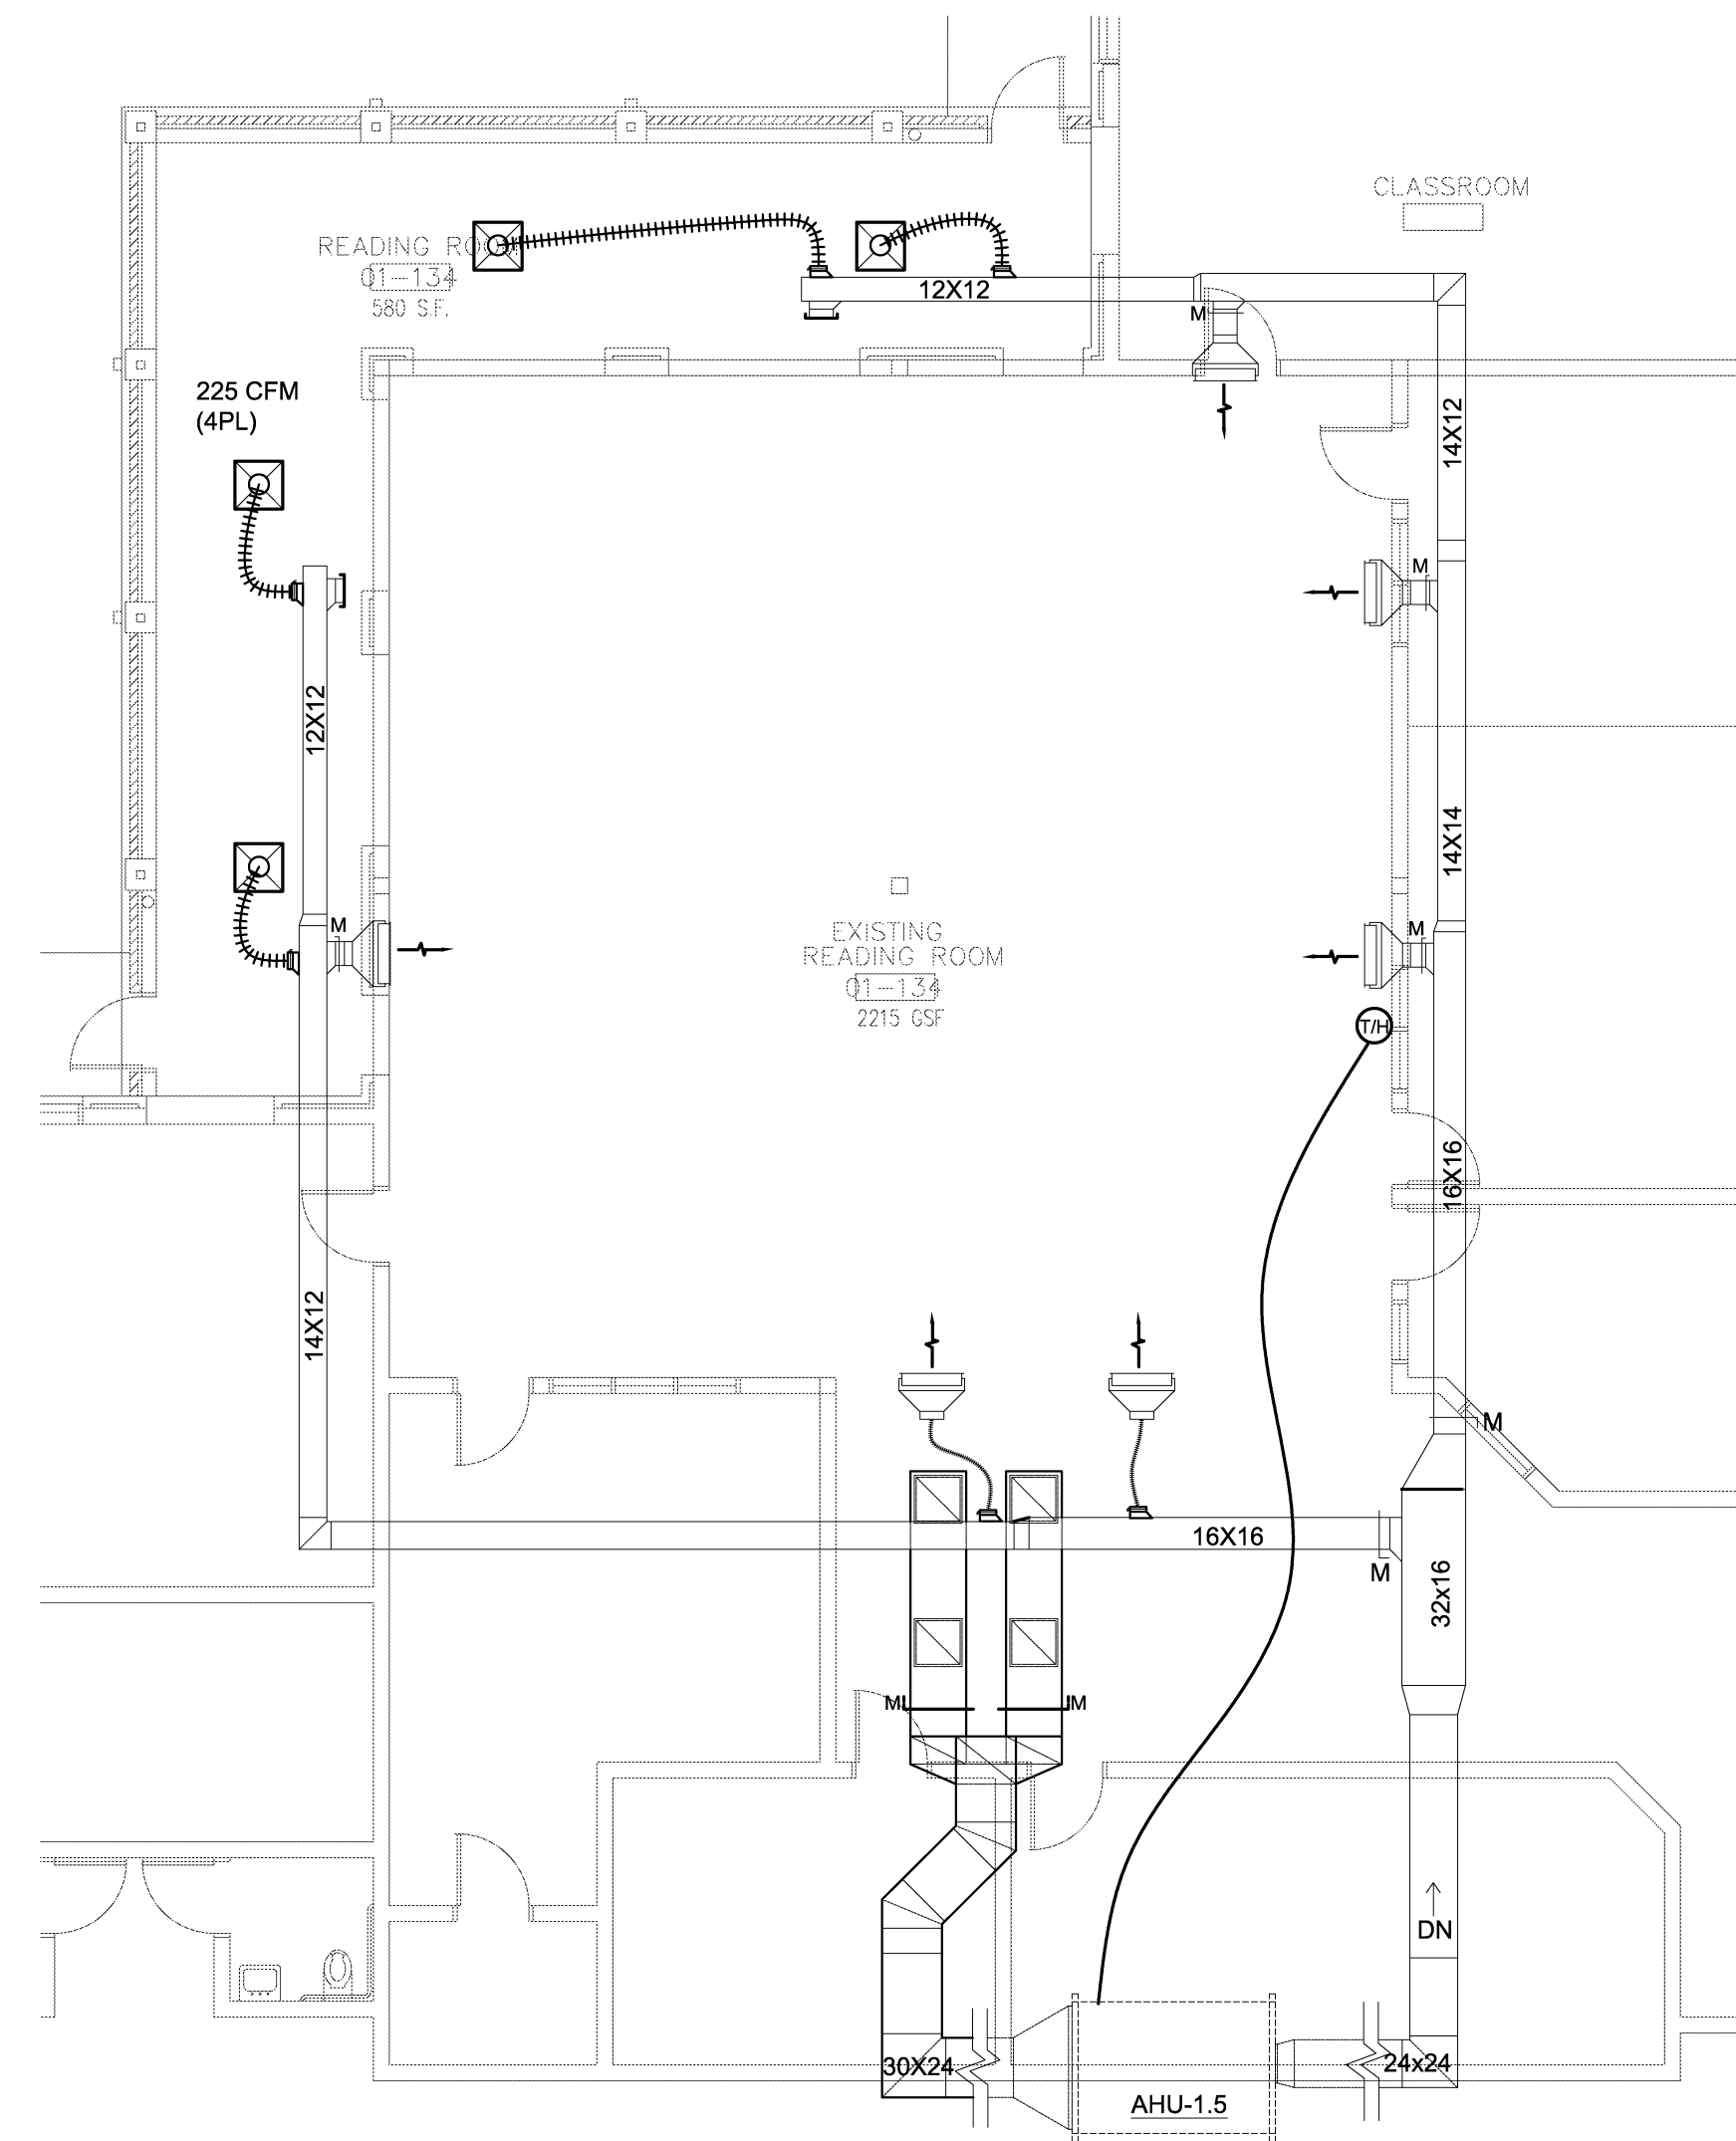 CLASSROOM
READING ROOM
01-134
580 S.F.
12X12
M
225 CFM
(4PL)
14X12
M
12X12
14X14
M
M
EXISTING
READING ROOM
01-134
2215 GSF
T/H
16X16
14X12
M
16X16
M
32x16
M
M
DN
30X24
24x24
AHU-1.5